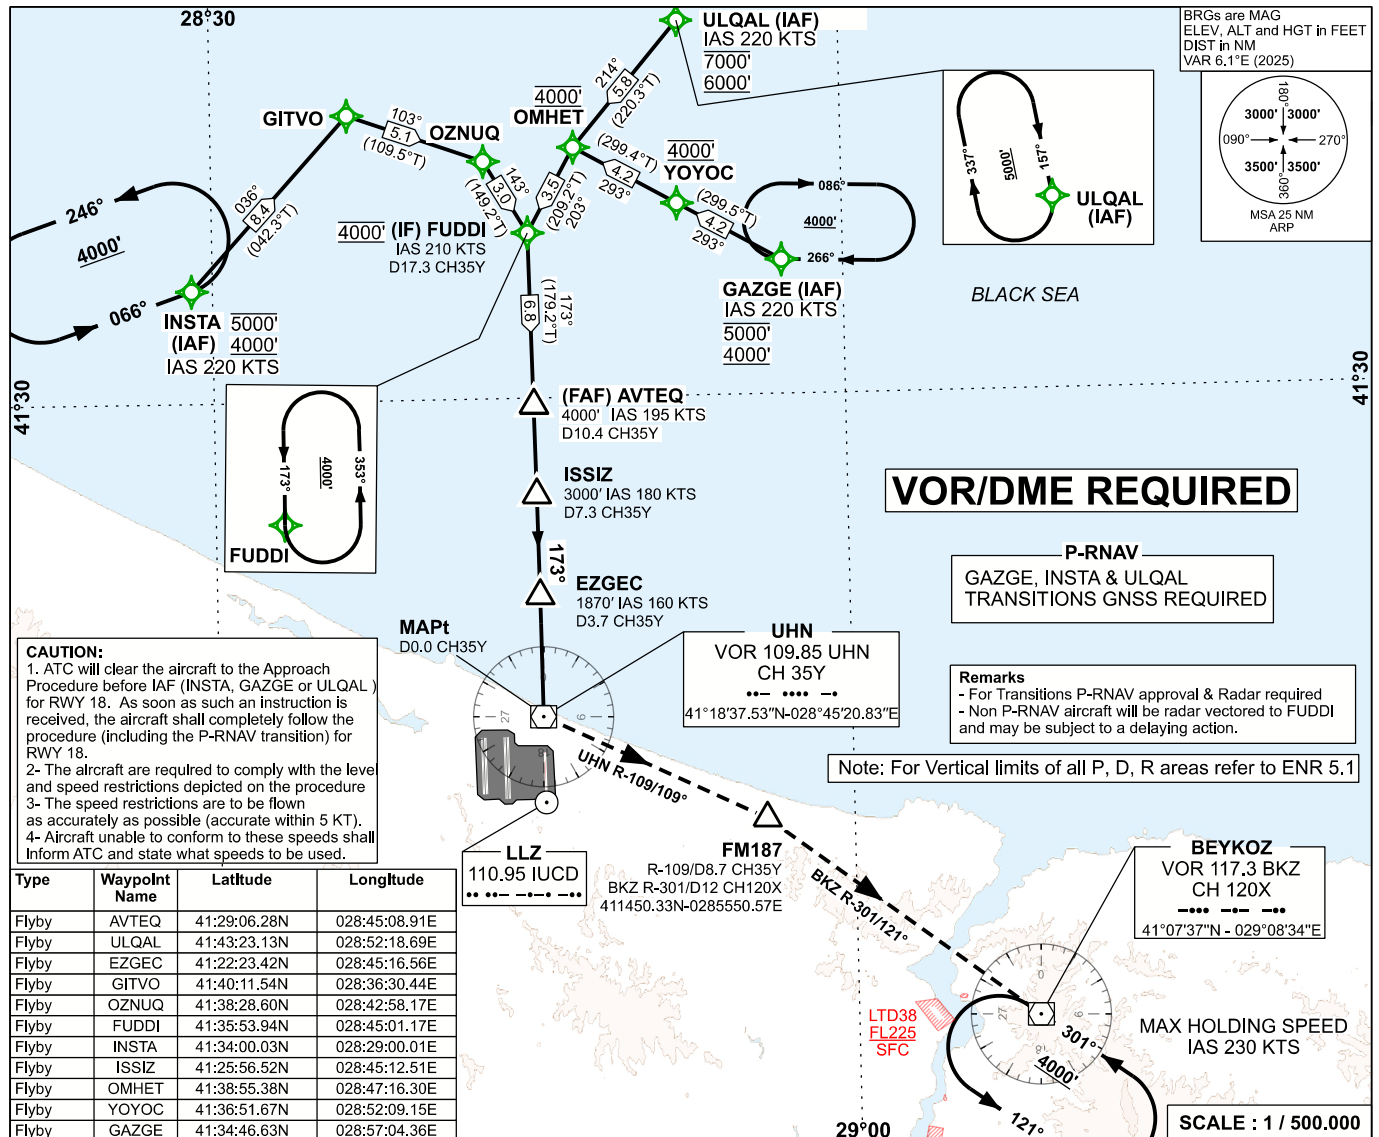 28°30
ULQAL (IAF)
IAS 220 KTS
7000'
6000'
BRGs are MAG
ELEV, ALT and HGT in FEET
DIST in NM
VAR 6.1°E (2025)
180°
3000' 3000'
090° 270°
3500' 3500'
360°
MSA 25 NM
ARP
214°
5.8
(220.3°T)
337°
5000'
157°
ULQAL
(IAF)
GITVO
103°
5.1
(109.5°T)
OZNUQ
4000'
OMHET
(299.4°T)
4.2
293°
4000'
YOYOC
143°
3.0
(149.2°T)
3.5
(209.2°T)
203°
(299.5°T)
4.2
293°
086°
4000'
266°
246°
4000'
066°
036°
8.4
(042.3°T)
4000' (IF) FUDDI
IAS 210 KTS
D17.3 CH35Y
GAZGE (IAF)
IAS 220 KTS
5000'
4000'
BLACK SEA
INSTA 5000'
(IAF) 4000'
IAS 220 KTS
173°
(179.2°T)
6.8
41°30
41°30
173°
4000'
353°
FUDDI
(FAF) AVTEQ
4000' IAS 195 KTS
D10.4 CH35Y
ISSIZ
3000' IAS 180 KTS
D7.3 CH35Y
173°
EZGEC
1870' IAS 160 KTS
D3.7 CH35Y
VOR/DME REQUIRED
P-RNAV
GAZGE, INSTA & ULQAL
TRANSITIONS GNSS REQUIRED
MAPt
D0.0 CH35Y
UHN
VOR 109.85 UHN
CH 35Y
41°18'37.53"N-028°45'20.83"E
Remarks
- For Transitions P-RNAV approval & Radar required
- Non P-RNAV aircraft will be radar vectored to FUDDI
and may be subject to a delaying action.
Note: For Vertical limits of all P, D, R areas refer to ENR 5.1
CAUTION:
1. ATC will clear the aircraft to the Approach
Procedure before IAF (INSTA, GAZGE or ULQAL )
for RWY 18. As soon as such an instruction is
received, the aircraft shall completely follow the
procedure (including the P-RNAV transition) for
RWY 18.
2- The aircraft are required to comply with the level
and speed restrictions depicted on the procedure
3- The speed restrictions are to be flown
as accurately as possible (accurate within 5 KT).
4- Aircraft unable to conform to these speeds shall
Inform ATC and state what speeds to be used.
27
9
UHN R-109/109°
LLZ
110.95 IUCD
FM187
R-109/D8.7 CH35Y
BKZ R-301/D12 CH120X
411450.33N-0285550.57E
BKZ R-301/121°
BEYKOZ
VOR 117.3 BKZ
CH 120X
41°07'37"N - 029°08'34"E
0
27
9
301°
4000'
121°
MAX HOLDING SPEED
IAS 230 KTS
LTD38
FL225
SFC
29°00
SCALE : 1 / 500.000
Type Waypoint Name Latitude Longitude
Flyby AVTEQ 41:29:06.28N 028:45:08.91E
Flyby ULQAL 41:43:23.13N 028:52:18.69E
Flyby EZGEC 41:22:23.42N 028:45:16.56E
Flyby GITVO 41:40:11.54N 028:36:30.44E
Flyby OZNUQ 41:38:28.60N 028:42:58.17E
Flyby FUDDI 41:35:53.94N 028:45:01.17E
Flyby INSTA 41:34:00.03N 028:29:00.01E
Flyby ISSIZ 41:25:56.52N 028:45:12.51E
Flyby OMHET 41:38:55.38N 028:47:16.30E
Flyby YOYOC 41:36:51.67N 028:52:09.15E
Flyby GAZGE 41:34:46.63N 028:57:04.36E